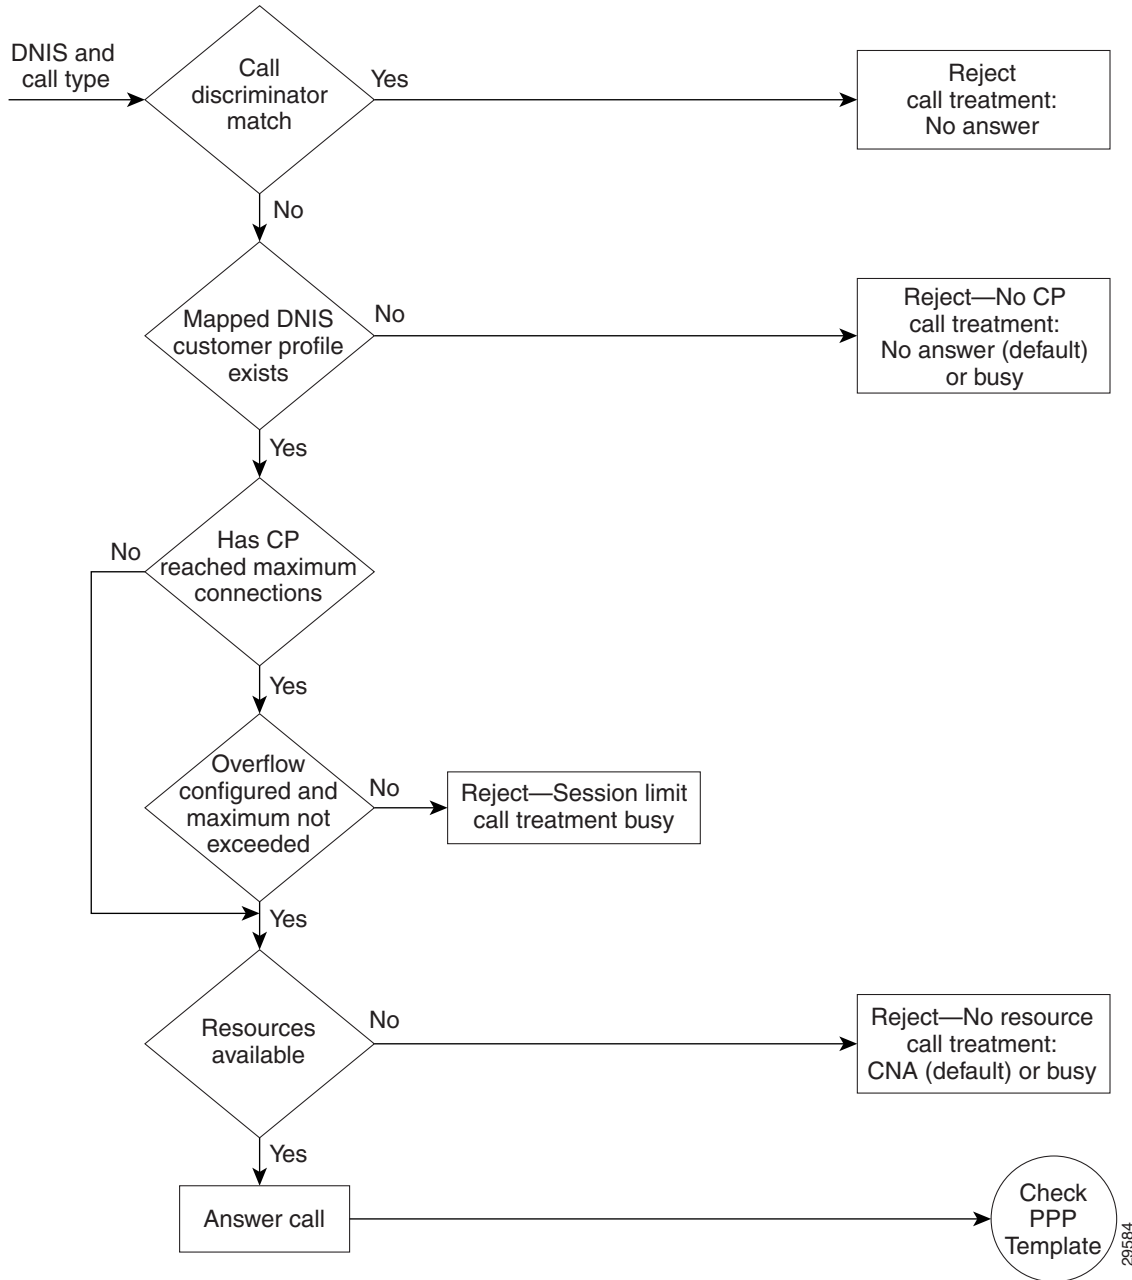 DNIS and
call type
Call
discriminator
match
Yes
Reject
call treatment:
No answer
No
Mapped DNIS
customer profile
exists
No
Reject—No CP
call treatment:
No answer (default)
or busy
Yes
Has CP
reached maximum
connections
No
Yes
Overflow
configured and
maximum not
exceeded
No
Reject—Session limit
call treatment busy
Yes
Resources
available
No
Reject—No resource
call treatment:
CNA (default) or busy
Yes
Answer call
Check
PPP
Template
29584